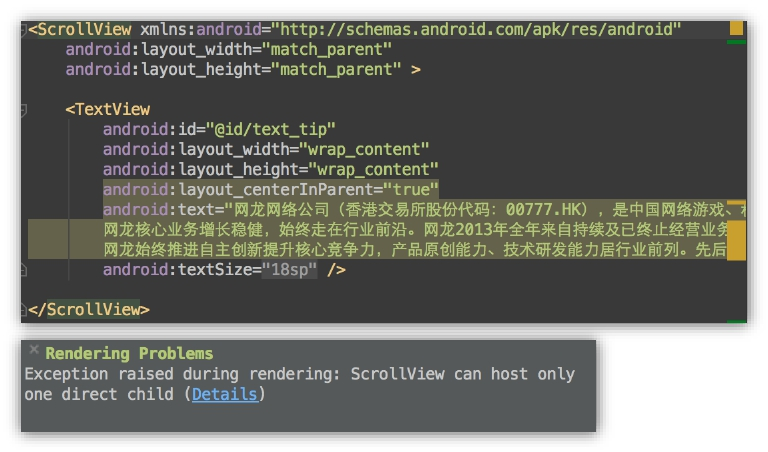 <ScrollView xmlns:android="http://schemas.android.com/apk/res/android"
android:layout_width="match_parent"
android:layout_height="match_parent" >
<TextView
android:id="@id/text_tip"
android:layout_width="wrap_content"
android:layout_height="wrap_content"
android:layout_centerInParent="true"
android:text="网龙网络公司（香港交易所股份代码：00777.HK），是中国网络游戏、
网龙核心业务增长稳健，始终走在行业前沿。网龙2013年全年来自持续及已终止经营业务
网龙始终推进自主创新提升核心竞争力，产品原创能力、技术研发能力居行业前列。先后
android:textSize="18sp" />
</ScrollView>
× Rendering Problems
Exception raised during rendering: ScrollView can host only
one direct child (Details)